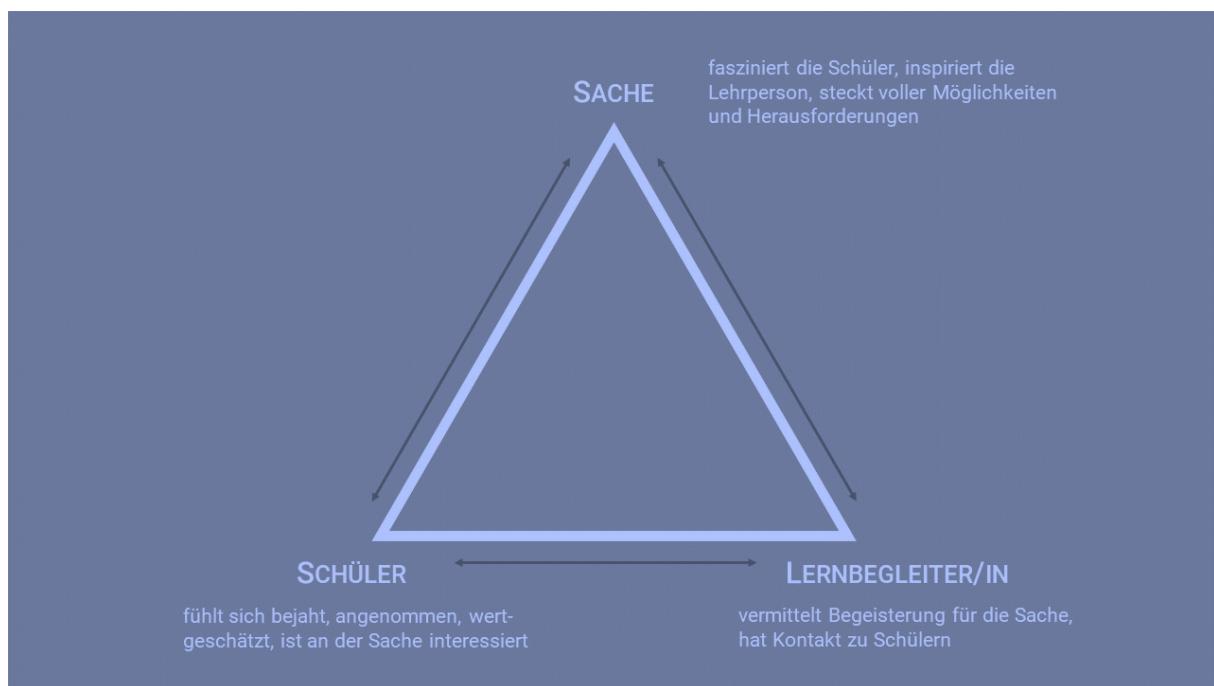 SACHE
fasziniert die Schüler, inspiriert die
Lehrperson, steckt voller Möglichkeiten
und Herausforderungen
SCHÜLER
fühlt sich bejaht, angenommen, wert-
geschätzt, ist an der Sache interessiert
LERNBEGLEITER/IN
vermittelt Begeisterung für die Sache,
hat Kontakt zu Schülern